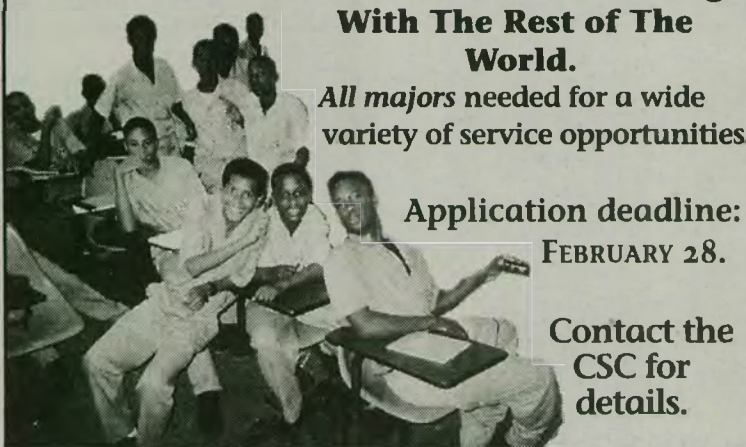 With The Rest of The
World.
All majors needed for a wide
variety of service opportunities.
Application deadline:
FEBRUARY 28.
Contact the
CSC for
details.